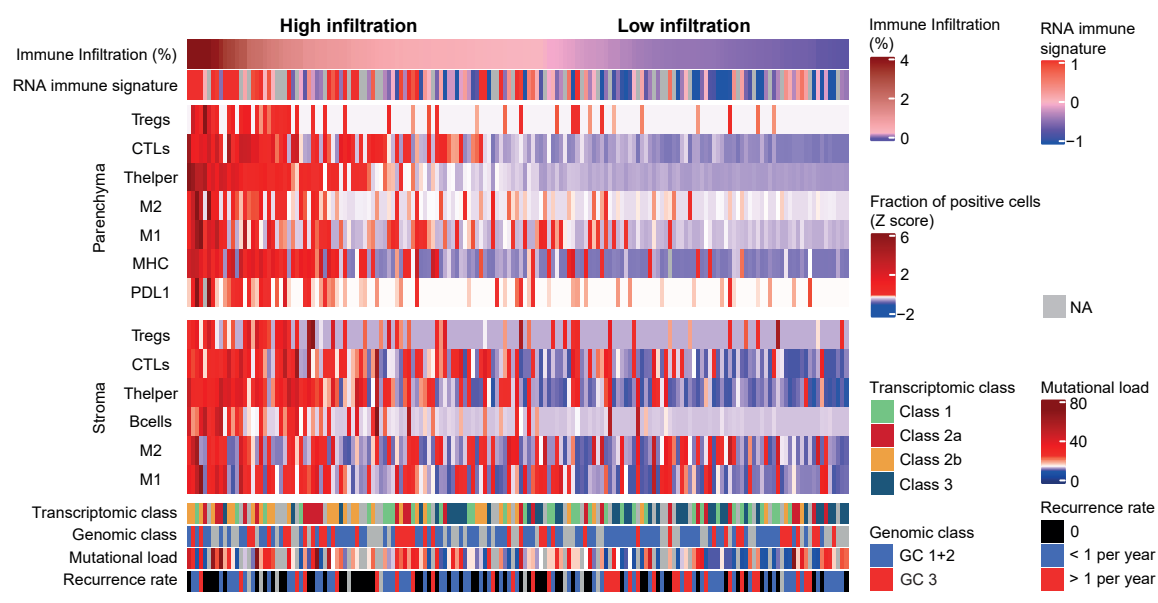 High infiltration
Low infiltration
Immune Infiltration (%)
RNA immune signature
Parenchyma
Tregs
CTLs
Thelper
M2
M1
MHC
PDL1
Stroma
Tregs
CTLs
Thelper
Bcells
M2
M1
Transcriptomic class
Genomic class
Mutational load
Recurrence rate
Immune Infiltration
(%)
4
2
0
RNA immune
signature
1
0
−1
Fraction of positive cells
(Z score)
6
2
−2
NA
Transcriptomic class
Class 1
Class 2a
Class 2b
Class 3
Mutational load
80
40
0
Genomic class
GC 1+2
GC 3
Recurrence rate
0
< 1 per year
> 1 per year